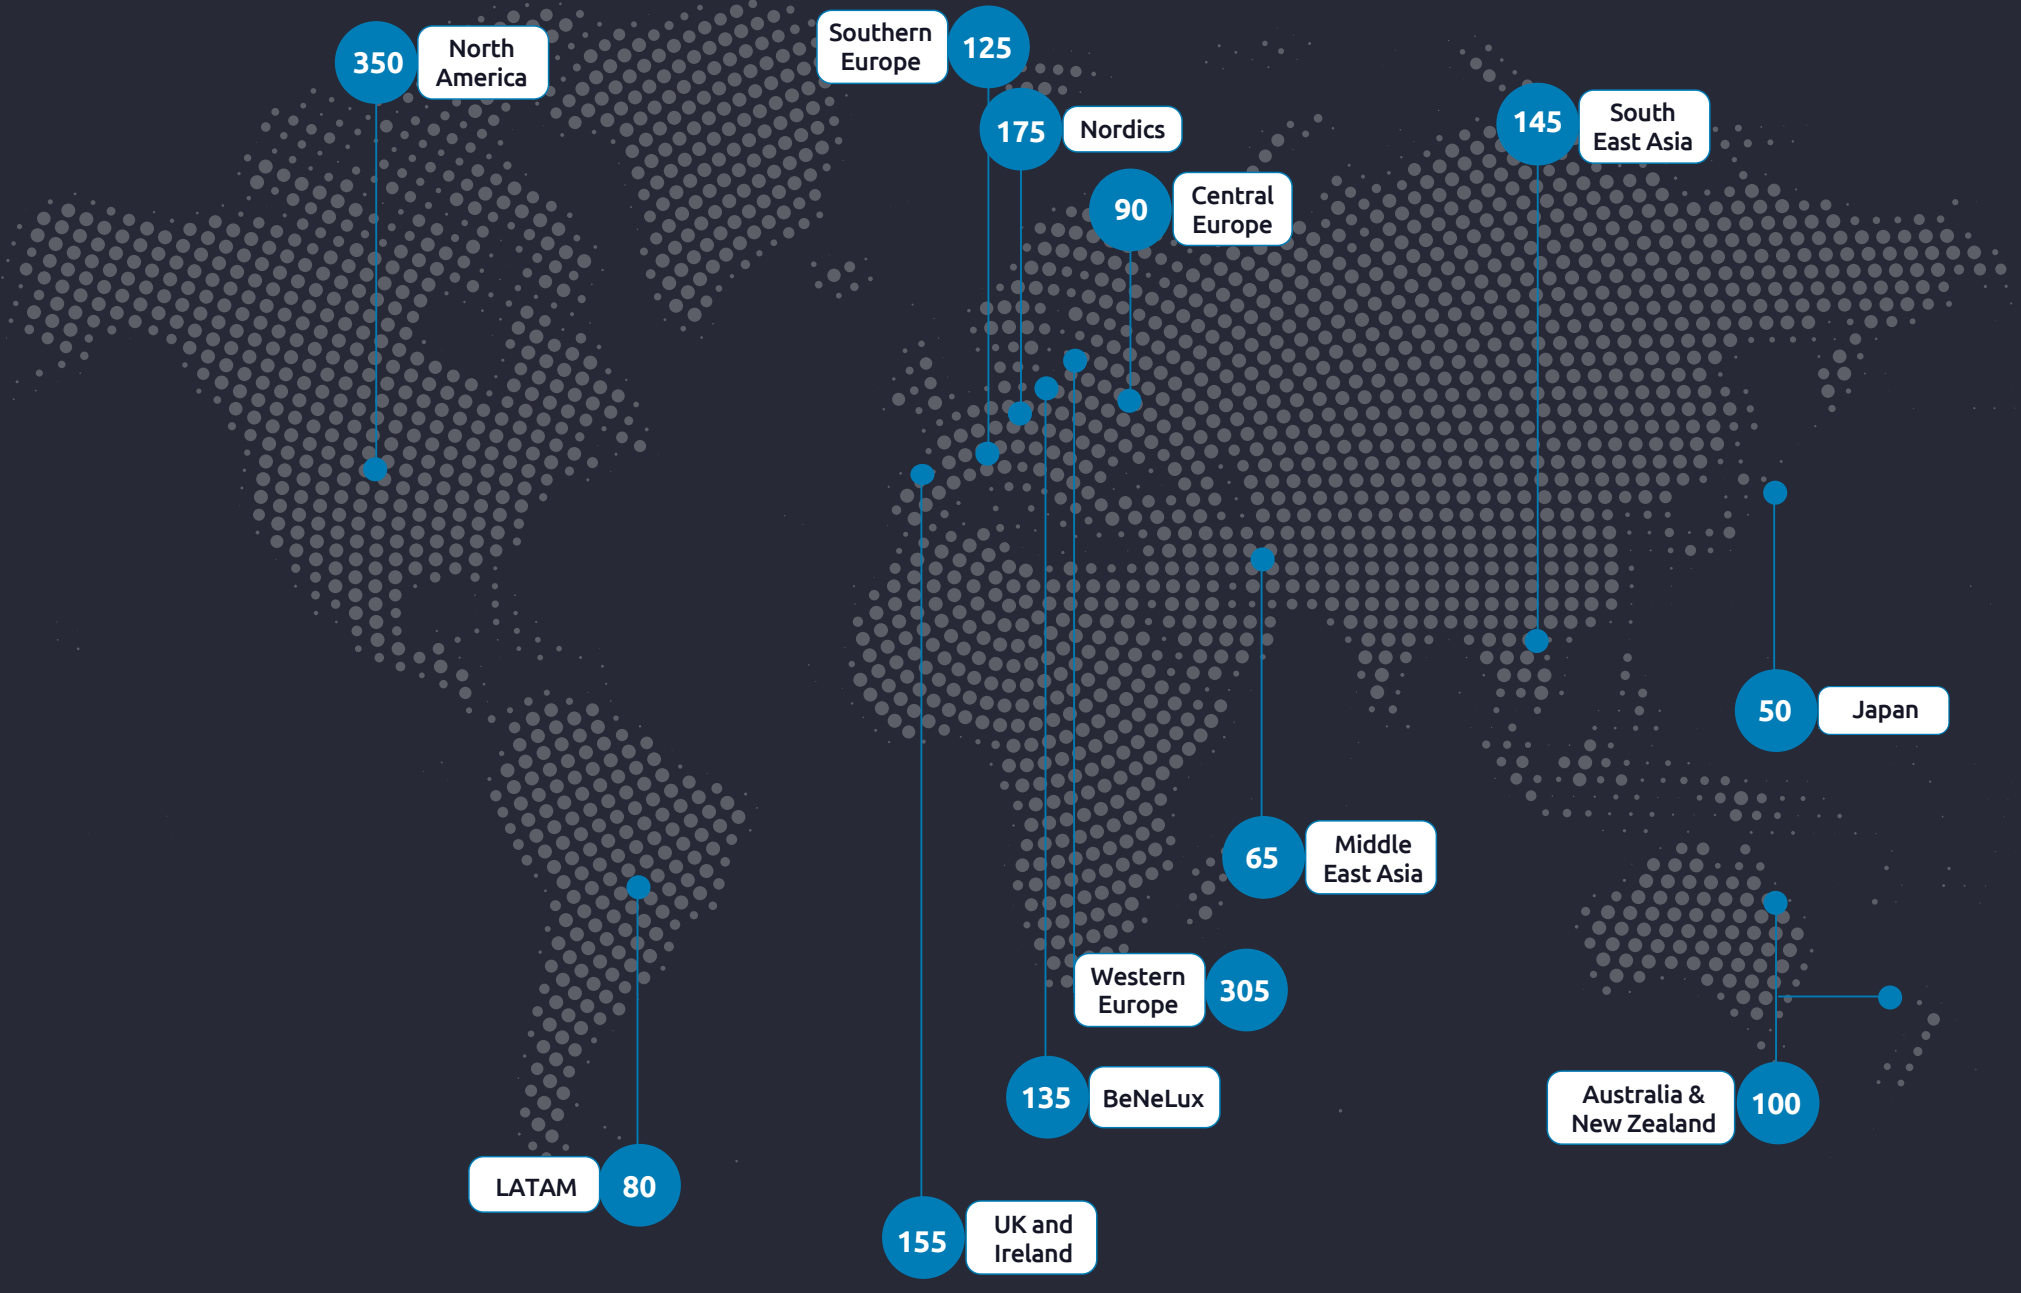 350
North
America
Southern
Europe
125
175
Nordics
90
Central
Europe
145
South
East Asia
50
Japan
65
Middle
East Asia
Western
Europe
305
135
BeNeLux
Australia &
New Zealand
100
LATAM
80
155
UK and
Ireland